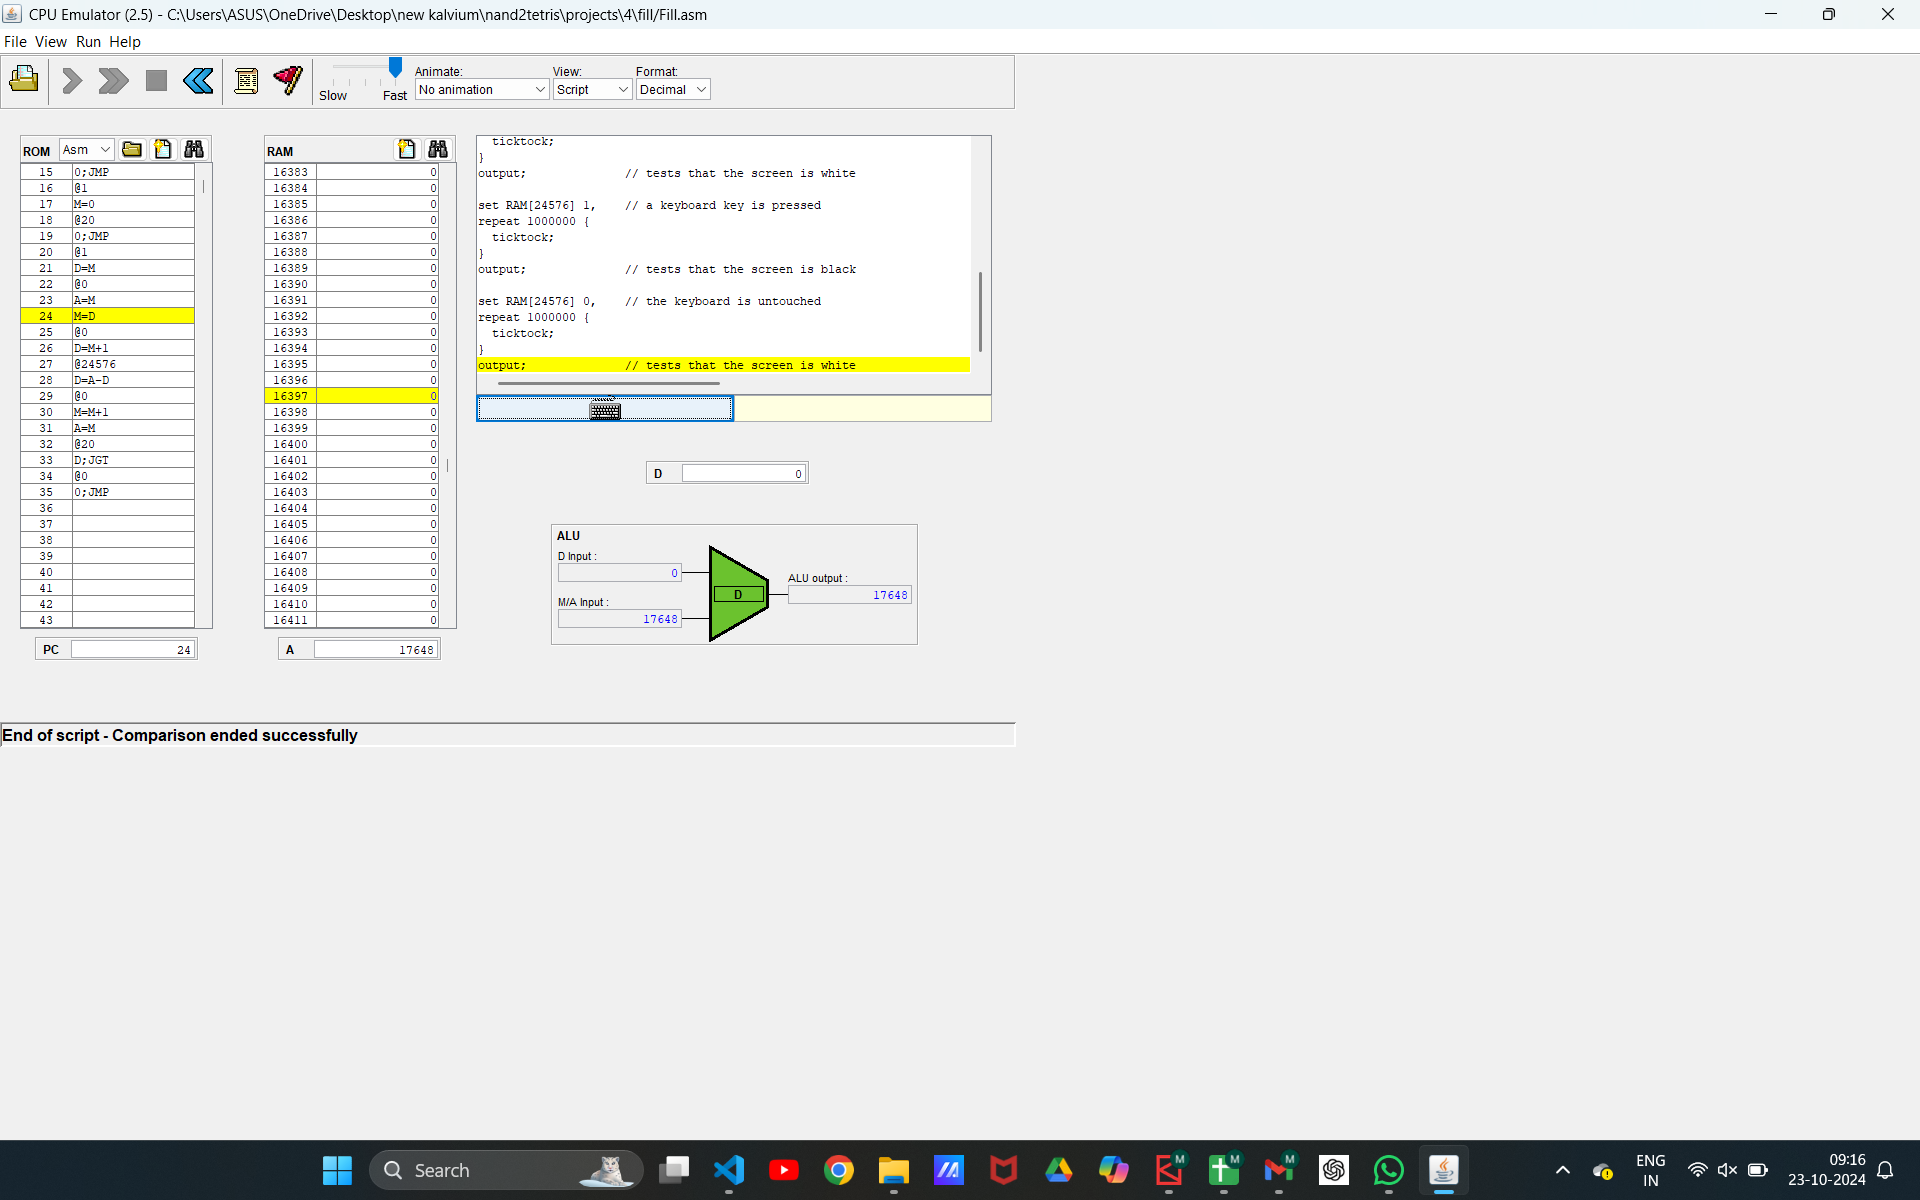 CPU Emulator (2.5) - C:\Users\ASUS\OneDrive\Desktop\new kalvium\nand2tetris\projects\4\fill/Fill.asm
File View Run Help
Slow Fast
Animate:
No animation
View:
Script
Format:
Decimal
ROM Asm
15 0;JMP
16 @1
17 M=0
18 @20
19 0;JMP
20 @1
21 D=M
22 @0
23 A=M
24 M=D
25 @0
26 D=M+1
27 @24576
28 D=A-D
29 @0
30 M=M+1
31 A=M
32 @20
33 D;JGT
34 @0
35 0;JMP
36
37
38
39
40
41
42
43
PC 24
RAM
16383 0
16384 0
16385 0
16386 0
16387 0
16388 0
16389 0
16390 0
16391 0
16392 0
16393 0
16394 0
16395 0
16396 0
16397 0
16398 0
16399 0
16400 0
16401 0
16402 0
16403 0
16404 0
16405 0
16406 0
16407 0
16408 0
16409 0
16410 0
16411 0
A 17648
ticktock;
}
output; // tests that the screen is white
set RAM[24576] 1, // a keyboard key is pressed
repeat 1000000 {
ticktock;
}
output; // tests that the screen is black
set RAM[24576] 0, // the keyboard is untouched
repeat 1000000 {
ticktock;
}
output; // tests that the screen is white
D 0
ALU
D Input :
0
M/A Input :
17648
D
ALU output :
17648
End of script - Comparison ended successfully
Search
M
M
M
ENG
IN
09:16
23-10-2024